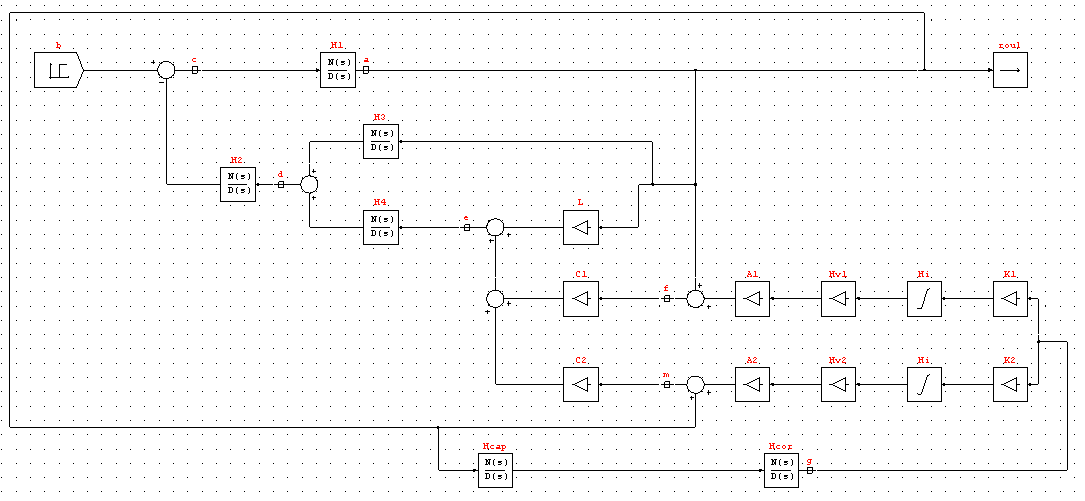 b
c
H1
a
roul
+
−
N(s)
D(s)
H3
N(s)
D(s)
H2
d
+
N(s)
D(s)
+
H4
e
L
N(s)
D(s)
+
+
C1
f
+
A1
Hv1
Hi
K1
+
+
+
C2
m
A2
Hv2
Hi
K2
+
+
Hcap
Hcor
g
N(s)
D(s)
N(s)
D(s)